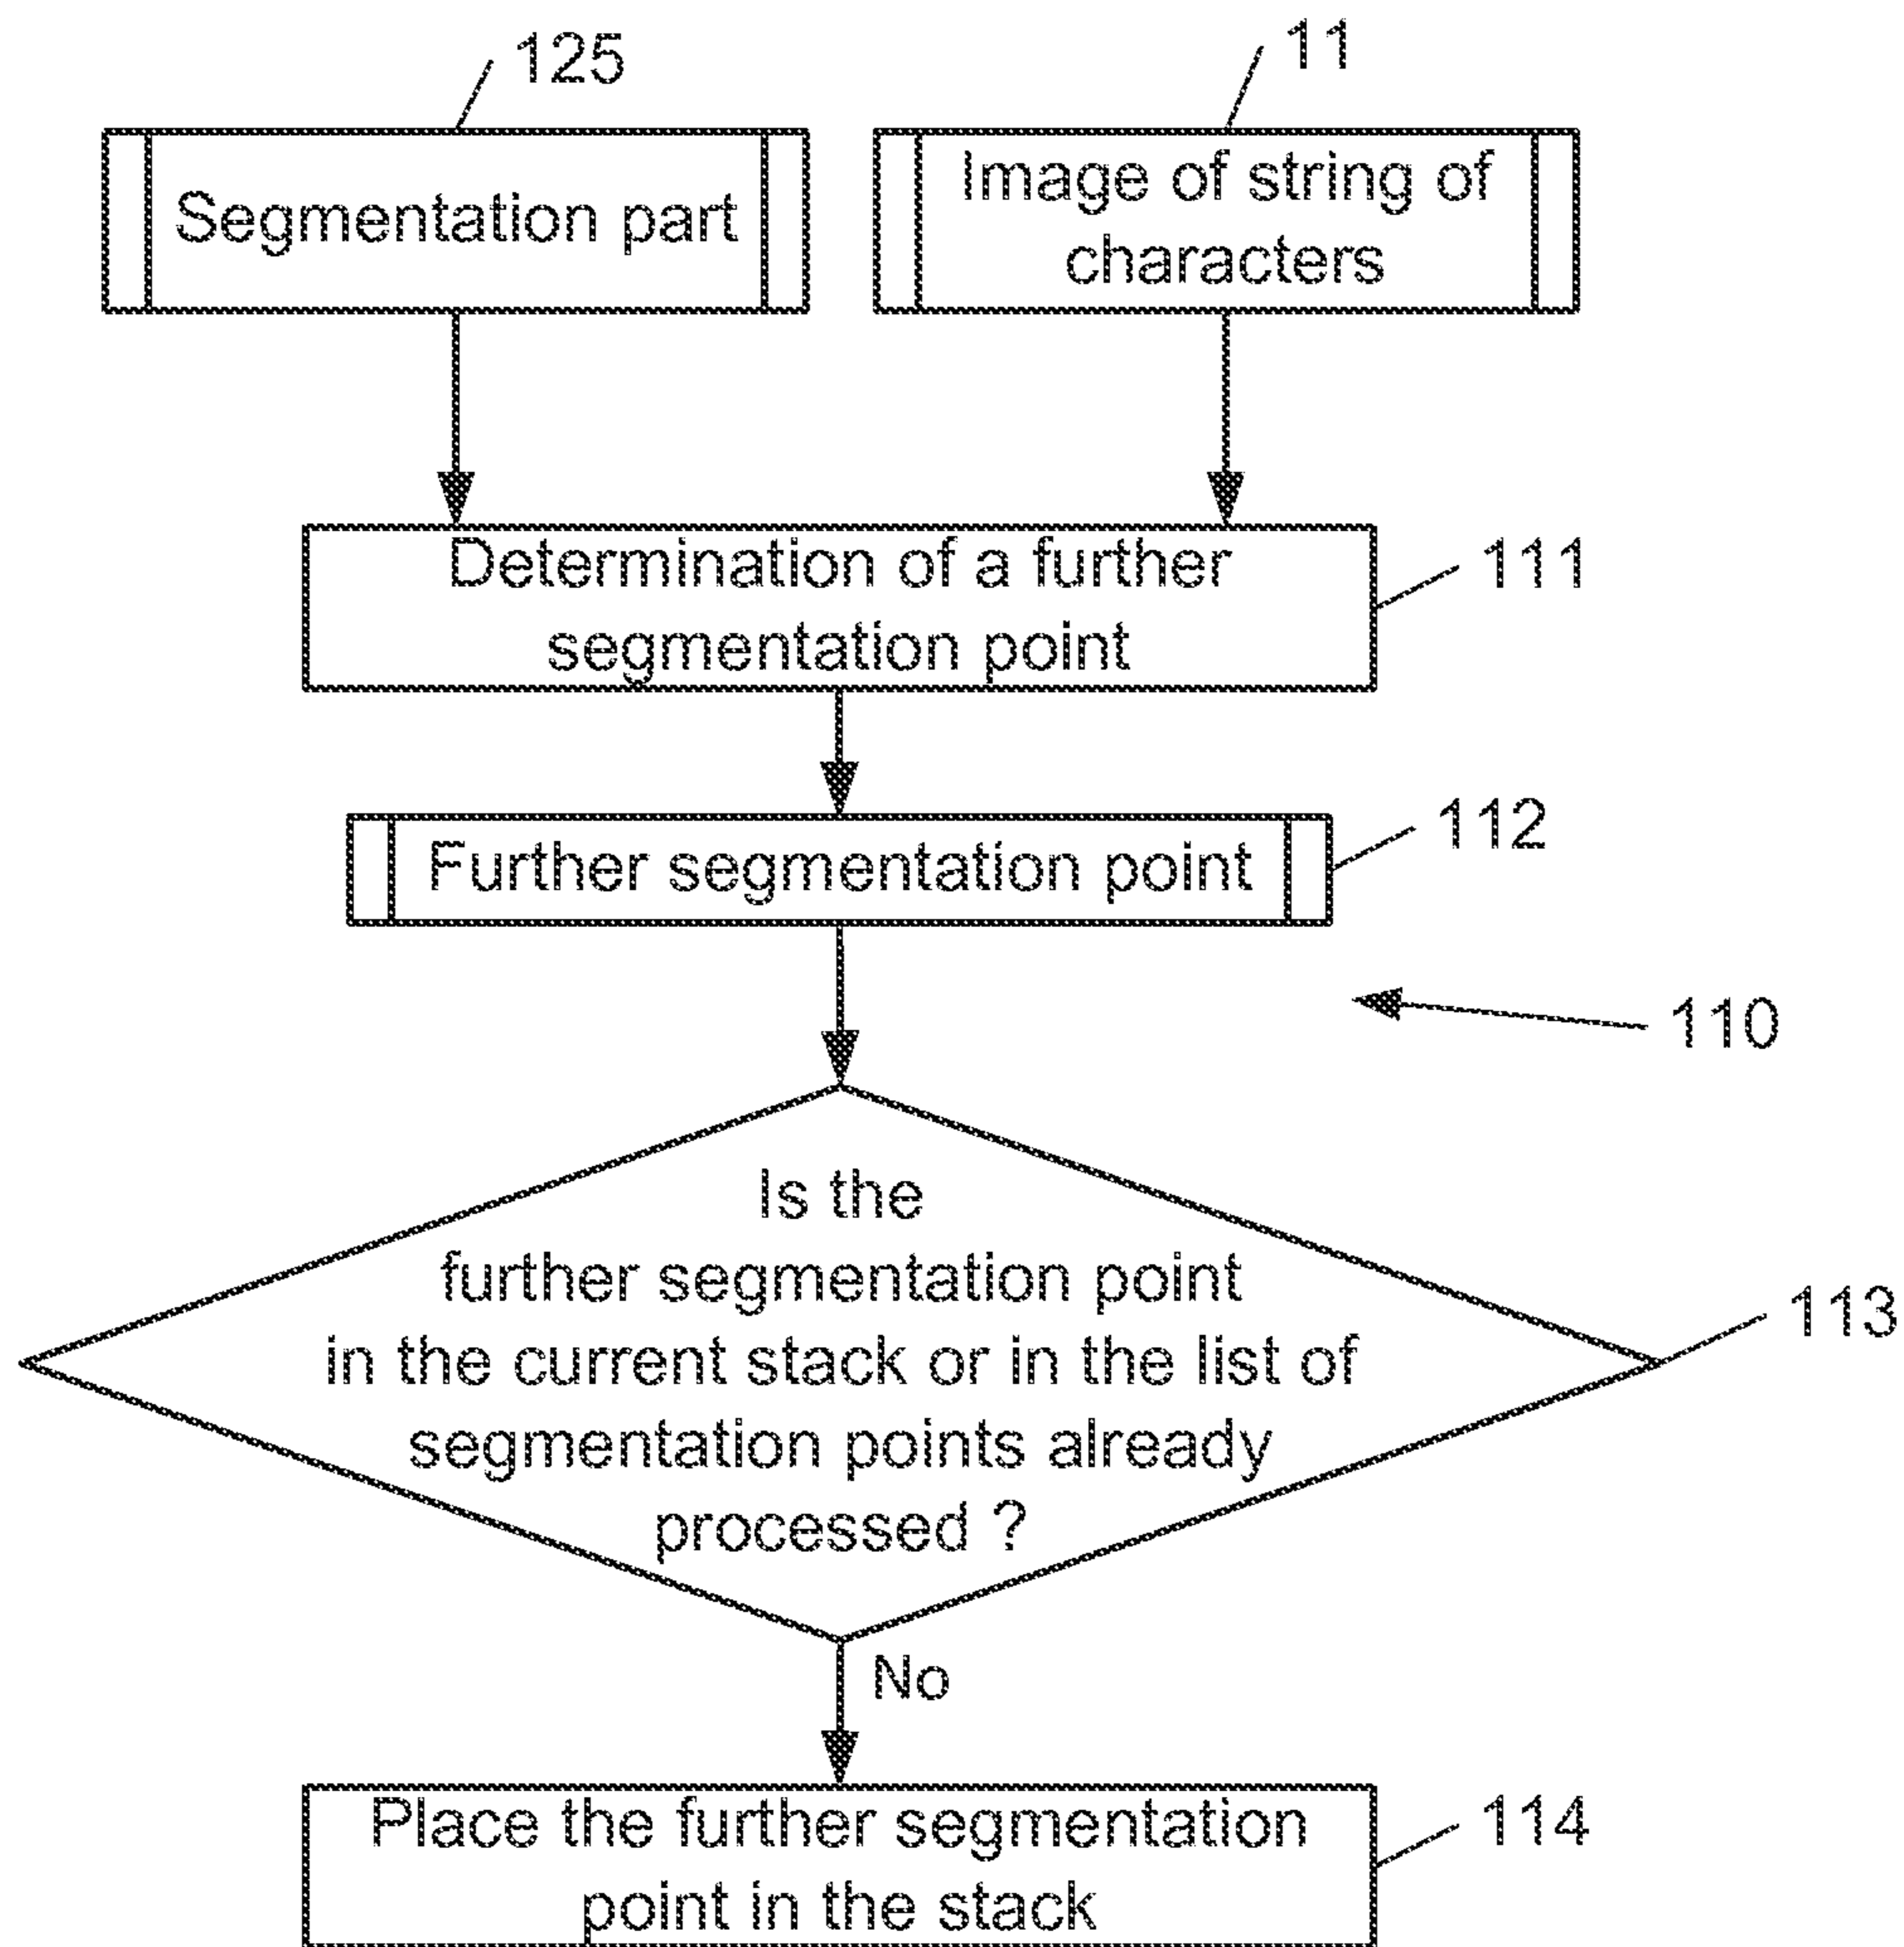 125
11
Segmentation part
Image of string of
characters
Determination of a further
segmentation point
111
Further segmentation point
112
110
Is the
further segmentation point
in the current stack or in the list of
segmentation points already
processed ?
113
No
Place the further segmentation
point in the stack
114